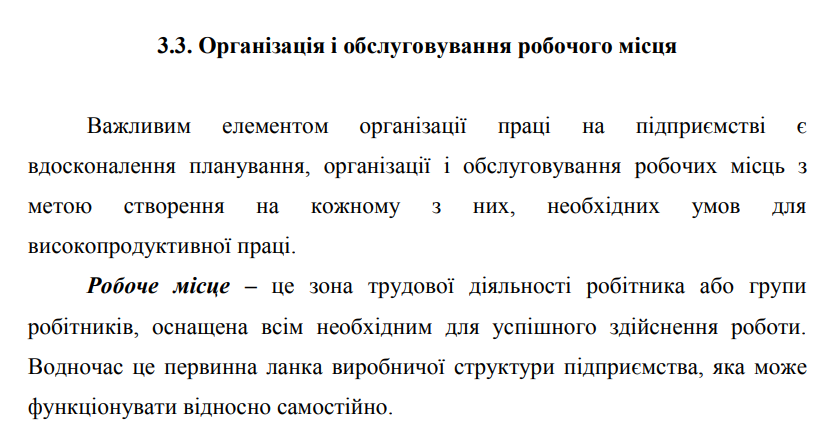 3.3. Організація і обслуговування робочого місця
Важливим елементом організації праці на підприємстві є
вдосконалення планування, організації і обслуговування робочих місць з
метою створення на кожному з них, необхідних умов для
високопродуктивної праці.
Робоче місце – це зона трудової діяльності робітника або групи
робітників, оснащена всім необхідним для успішного здійснення роботи.
Водночас це первинна ланка виробничої структури підприємства, яка може
функціонувати відносно самостійно.